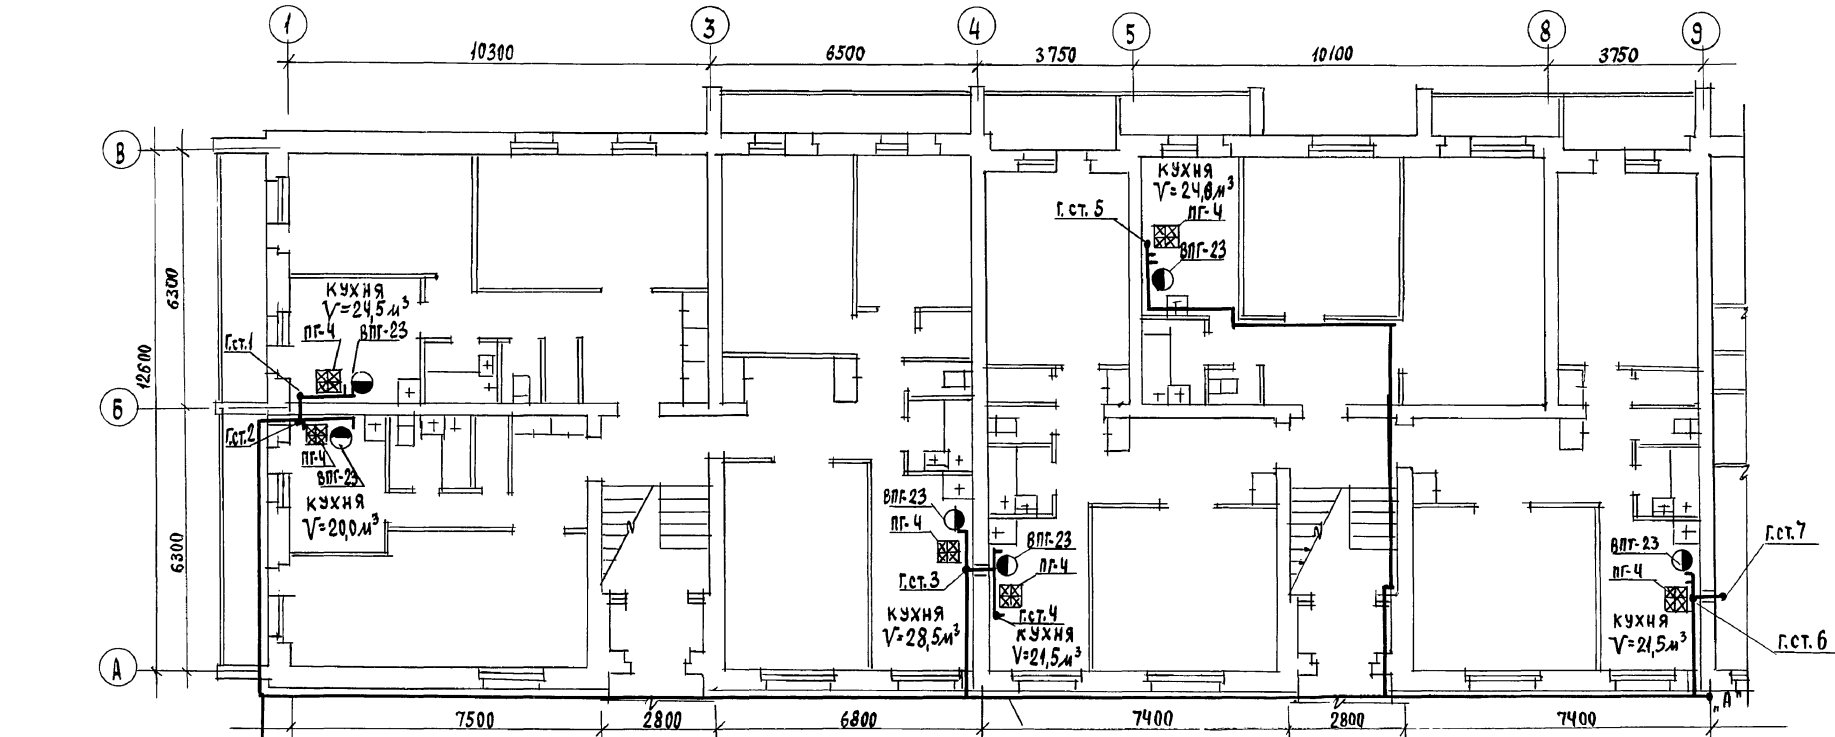 1 3 4 5 8 9
10300 6500 3750 10100 3750
В
КУХНЯ
V=24,6м³
Г.СТ. 5
ПГ-4
ВПГ-23
6300
12600
КУХНЯ
V=24,5м³
ПГ-4 ВПГ-23
Г.СТ.1
Б
Г.СТ.2
ПГ-4
ВПГ-23
КУХНЯ
V=20,0м³
6300
ВПГ-23
ПГ-4
Г.СТ.3
КУХНЯ
V=28,5м³
ВПГ-23
ПГ-4
Г.СТ.4
КУХНЯ
V=21,5м³
Г.СТ.7
ВПГ-23
ПГ-4
КУХНЯ
V=21,5м³
Г.СТ. 6
А
„А"
7500 2800 6800 7400 2800 7400